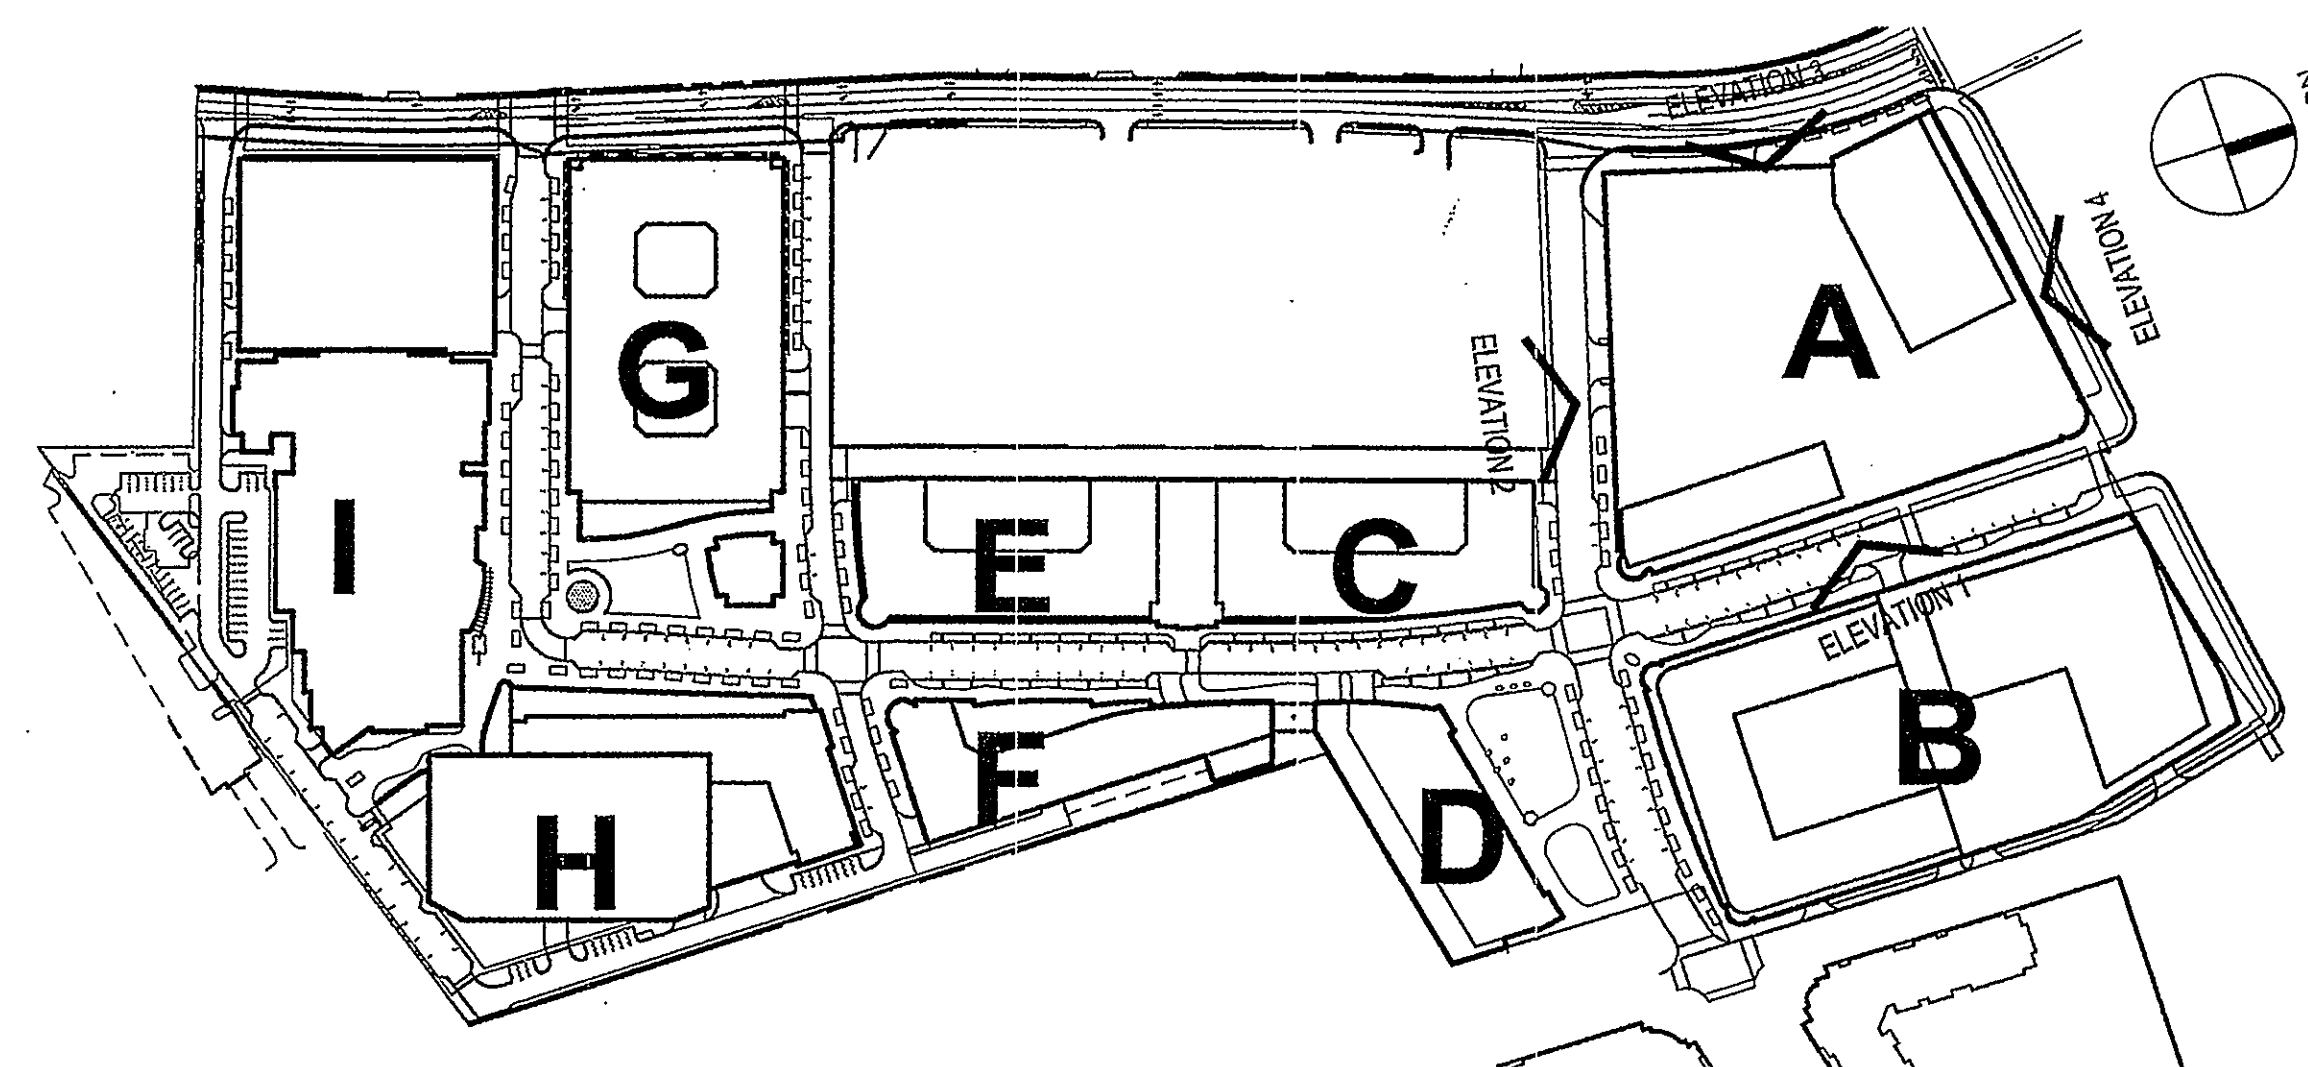 ELEVATION 3
ELEVATION 4
A
G
ELEVATION 2
I
E
C
ELEVATION 1
B
F
D
H